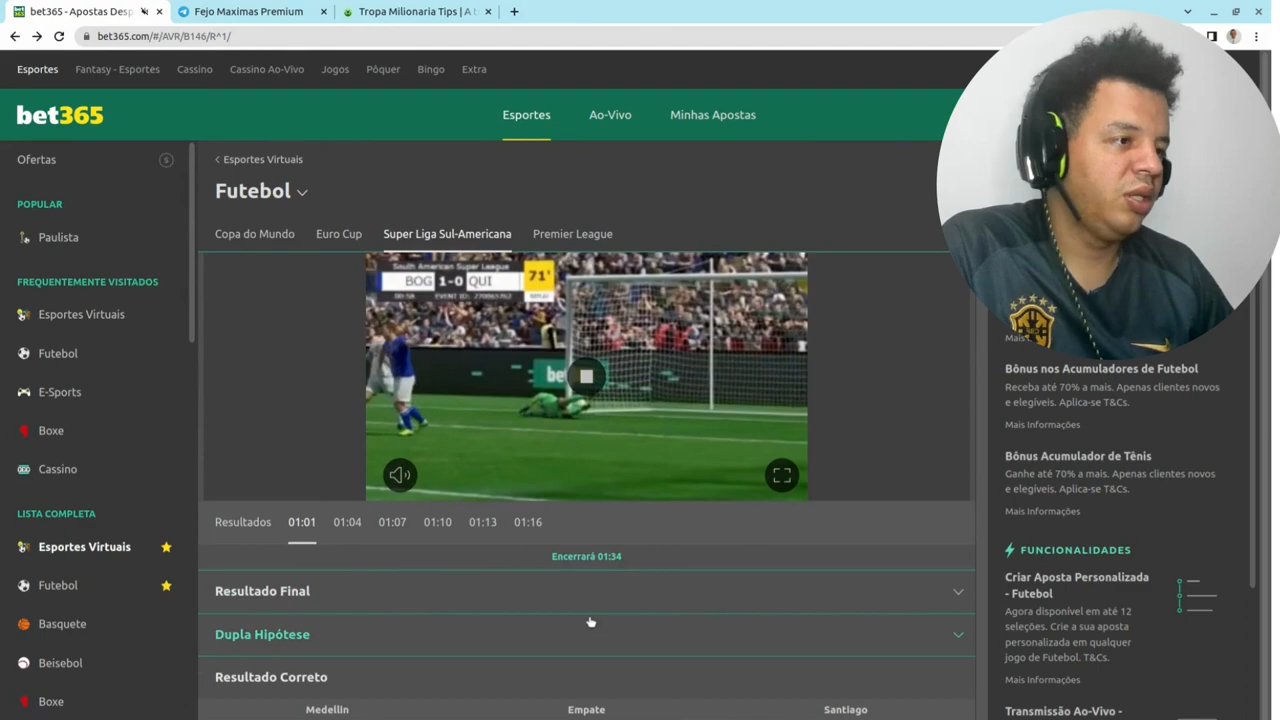 bet365 - Apostas Desp
Fejo Maximas Premium
Tropa Milionaria Tips | A t
bet365.com/#/AVR/B146/R^1/
Esportes
Fantasy - Esportes
Cassino
Cassino Ao-Vivo
Jogos
Pôquer
Bingo
Extra
bet365
Esportes
Ao-Vivo
Minhas Apostas
Ofertas
S
POPULAR
Paulista
FREQUENTEMENTE VISITADOS
Esportes Virtuais
Futebol
E-Sports
Boxe
Cassino
LISTA COMPLETA
Esportes Virtuais
Futebol
Basquete
Beisebol
Boxe
Esportes Virtuais
Futebol
Copa do Mundo
Euro Cup
Super Liga Sul-Americana
Premier League
South American Super League
BOG 1-0 QUI
71'
REPLAY
00:58
bet
Resultados
01:01
01:04
01:07
01:10
01:13
01:16
Encerrará 01:34
Resultado Final
Dupla Hipótese
Resultado Correto
Medellin
Empate
Santiago
BRASIL
Mais
Bônus nos Acumuladores de Futebol
Receba até 70% a mais. Apenas clientes novos
e elegíveis. Aplica-se T&Cs.
Mais Informações
Bônus Acumulador de Tênis
Ganhe até 70% a mais. Apenas clientes novos
e elegíveis. Aplica-se T&Cs.
Mais Informações
FUNCIONALIDADES
Criar Aposta Personalizada
- Futebol
Agora disponível em até 12
seleções. Crie a sua aposta
personalizada em qualquer
jogo de Futebol. T&Cs.
Mais Informações
Transmissão Ao-Vivo -